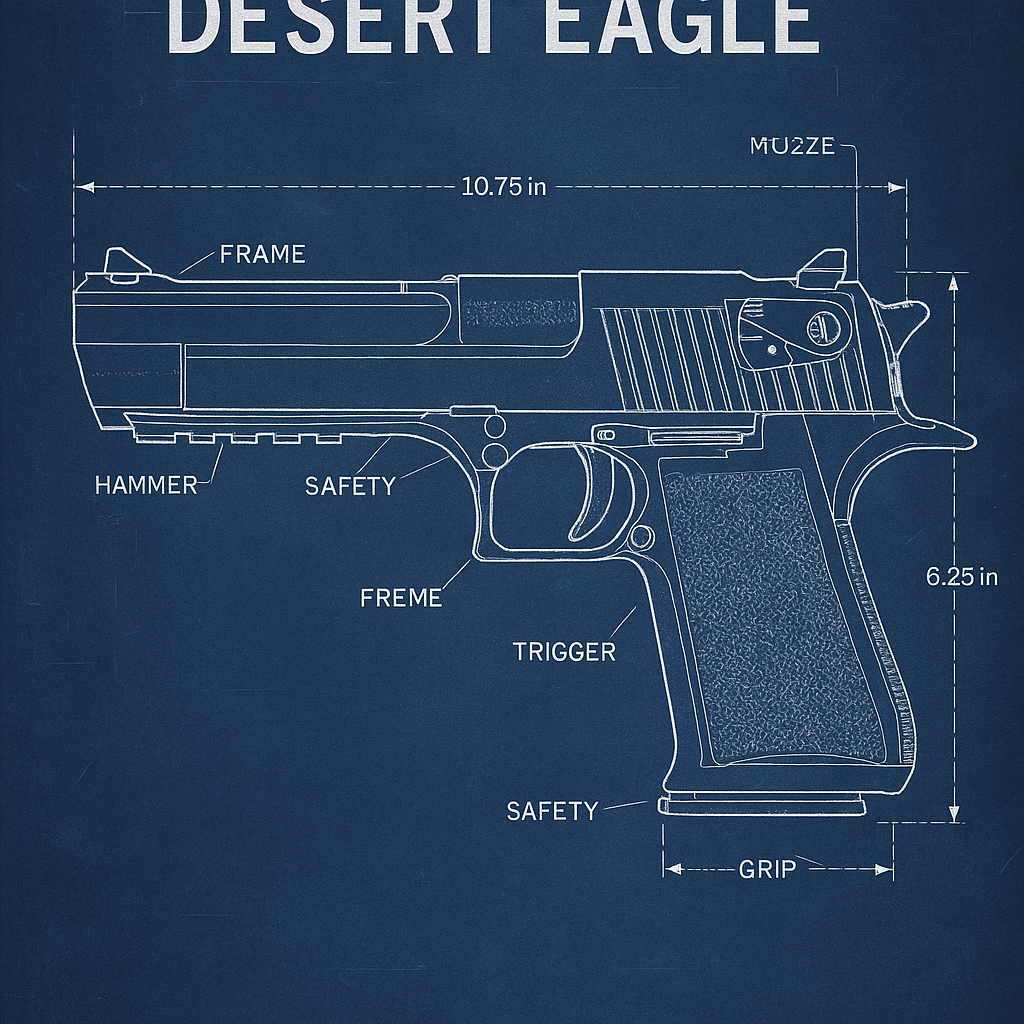 DESERT EAGLE
MU2ZE
10.75 in
FRAME
HAMMER
SAFETY
6.25 in
FREME
TRIGGER
SAFETY
GRIP